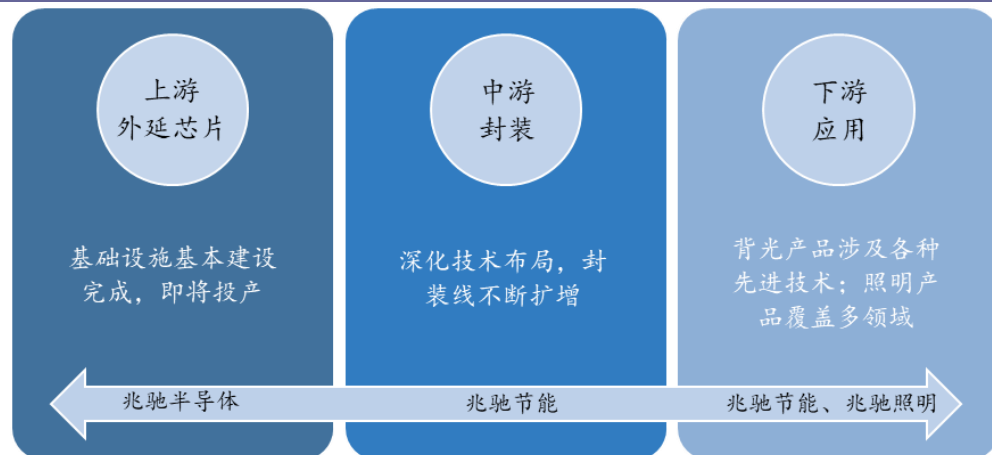 上游
外延芯片
中游
封装
下游
应用
基础设施基本建设
完成，即将投产
深化技术布局，封
装线不断扩增
背光产品涉及各种
先进技术；照明产
品覆盖多领域
兆驰半导体
兆驰节能
兆驰节能、兆驰照明